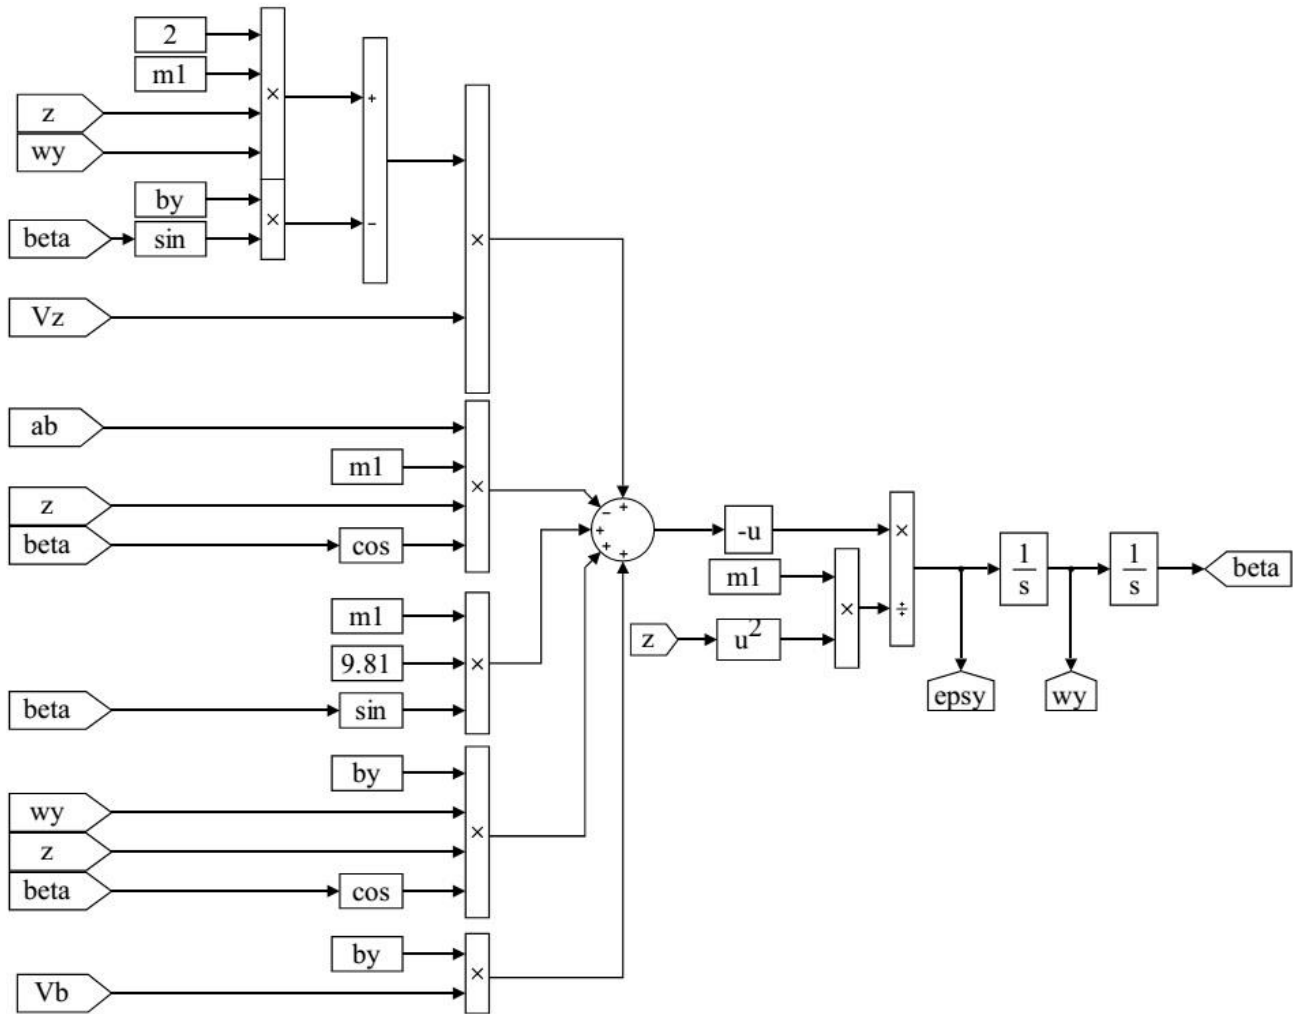 2
m1
×
z
wy
+
by
×
beta
sin
−
×
Vz
ab
m1
×
z
beta
cos
−
+
+
+
+
-u
×
m1
×
÷
z
u²
1
s
1
s
beta
epsy
wy
m1
9.81
×
beta
sin
by
wy
×
z
beta
cos
by
×
Vb